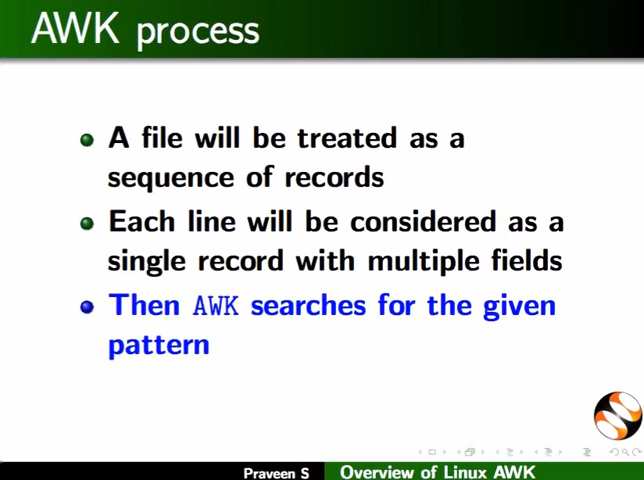 AWK process
A file will be treated as a
sequence of records
Each line will be considered as a
single record with multiple fields
Then AWK searches for the given
pattern
Praveen S Overview of Linux AWK